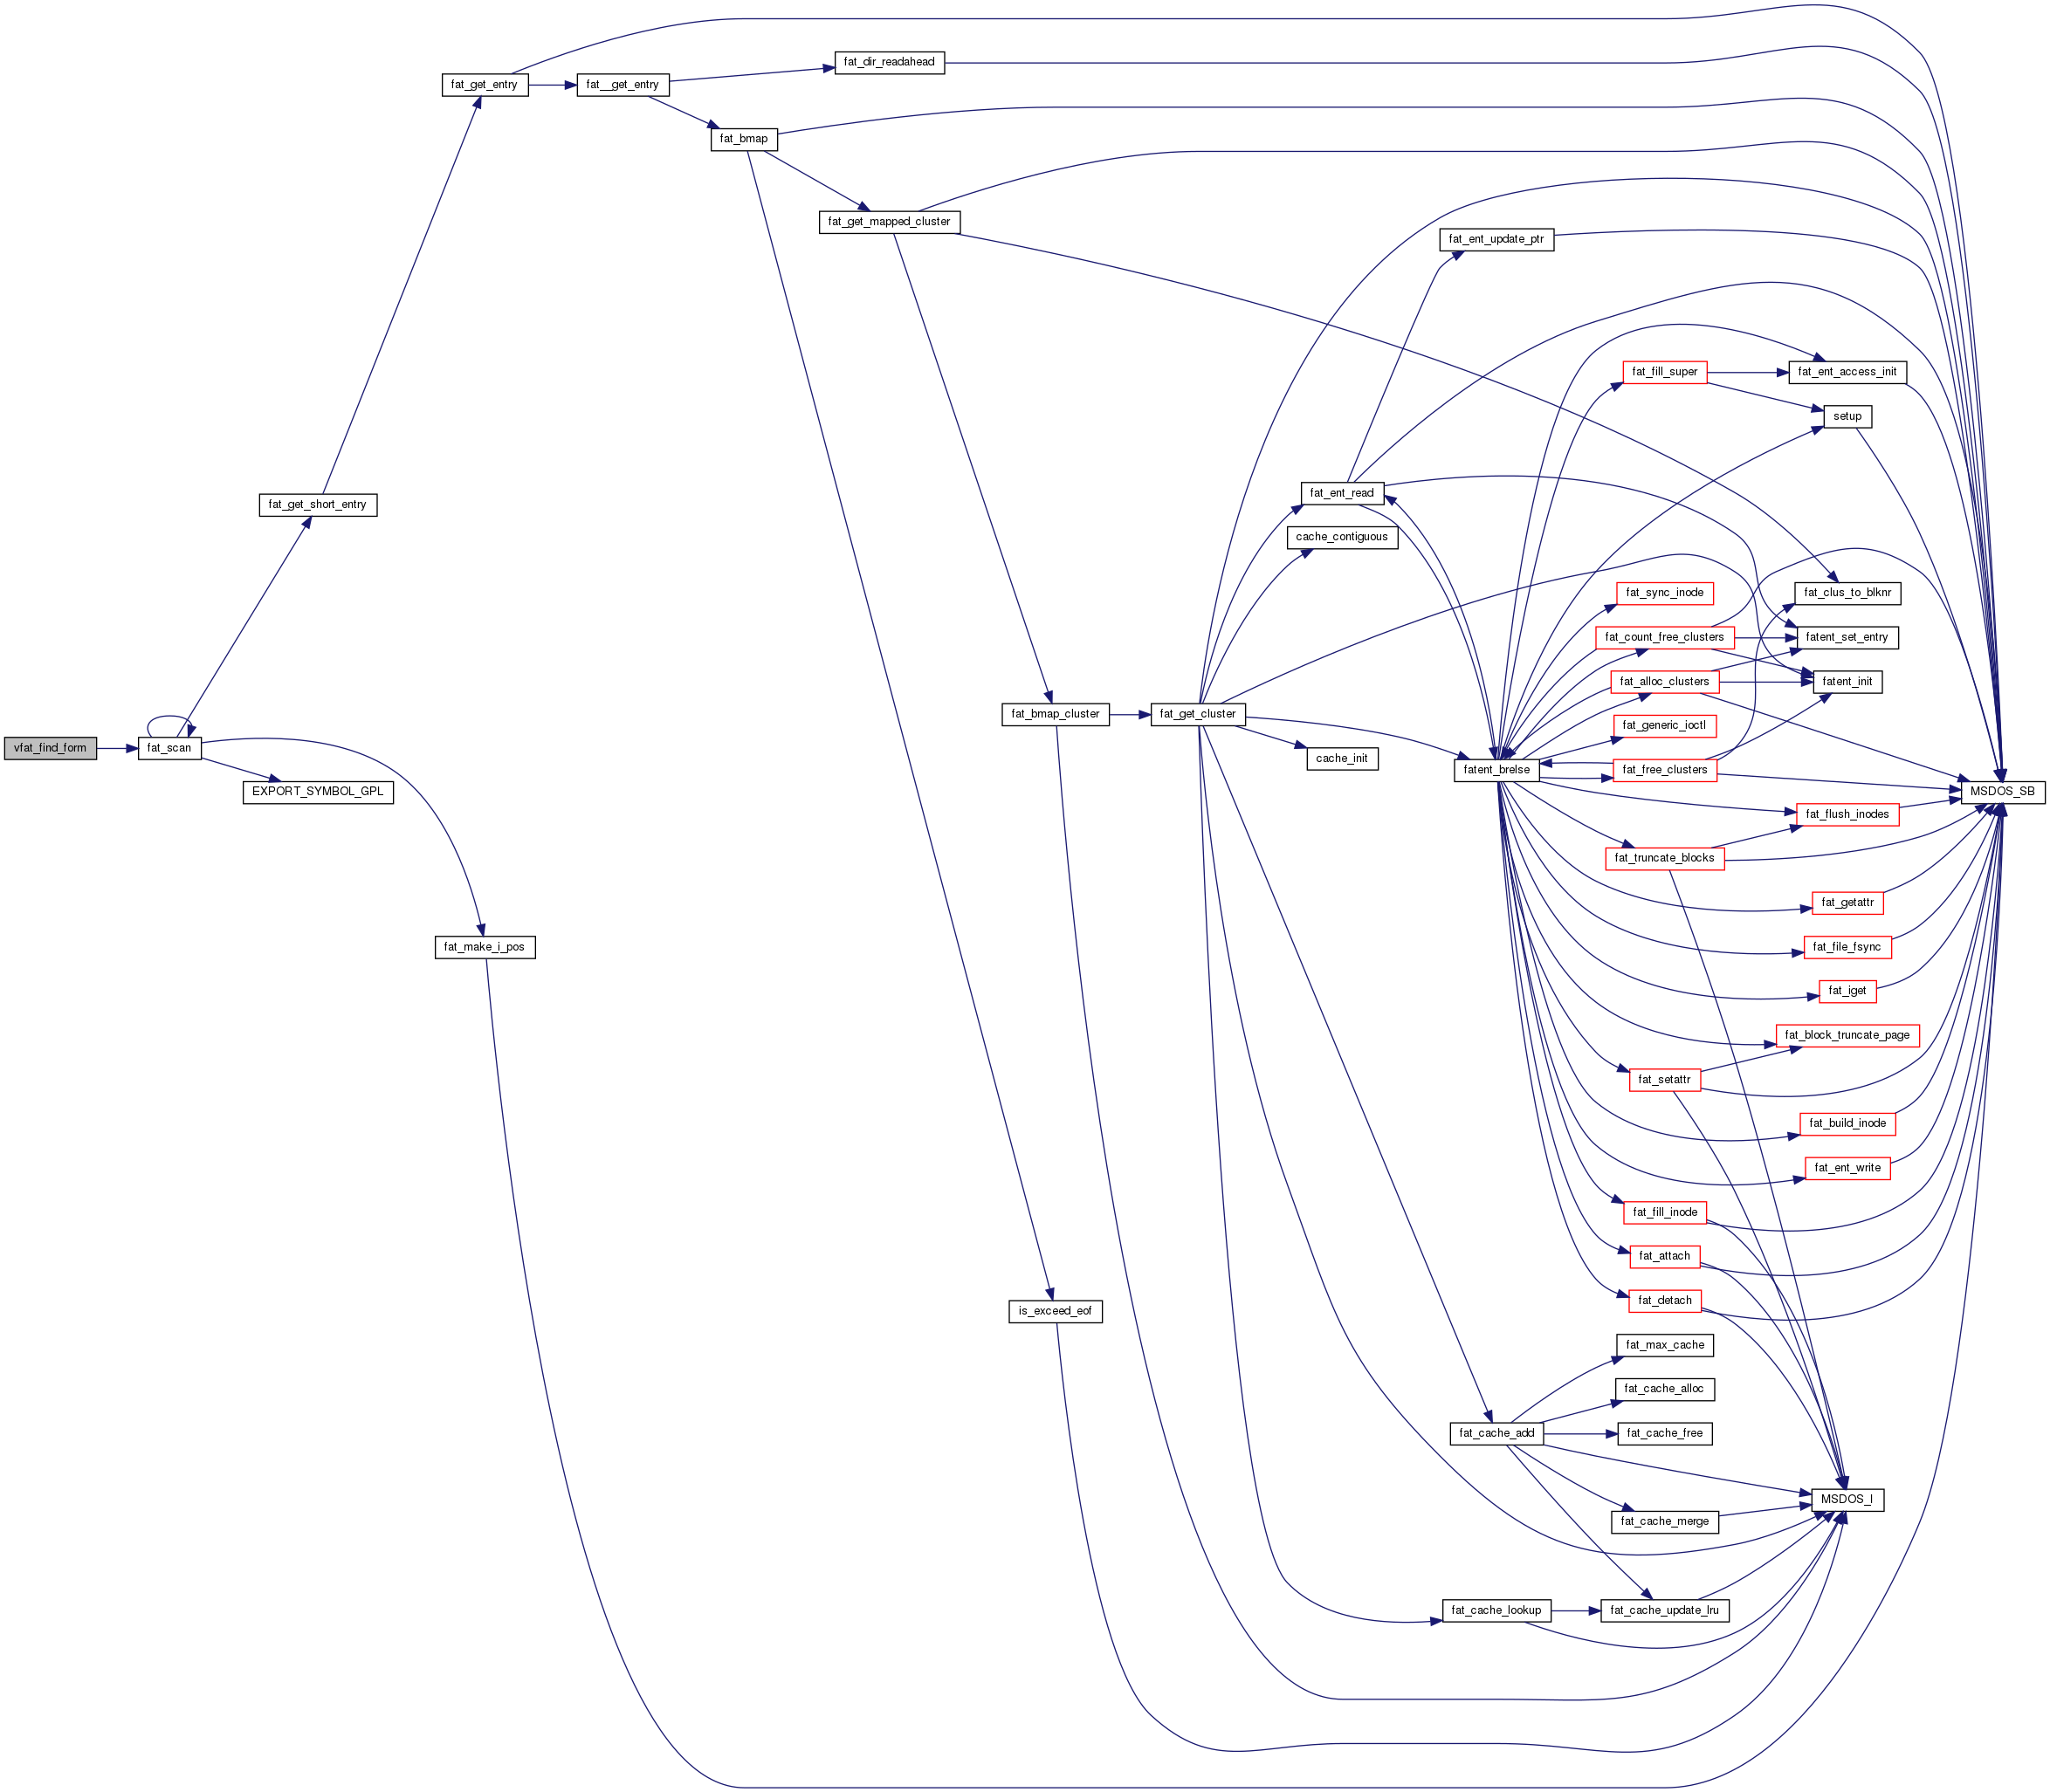 fat_dir_readahead
fat_get_entry
fat__get_entry
fat_bmap
fat_get_mapped_cluster
fat_ent_update_ptr
fat_fill_super
fat_ent_access_init
setup
fat_ent_read
fat_get_short_entry
cache_contiguous
fat_sync_inode
fat_clus_to_blknr
fat_count_free_clusters
fatent_set_entry
fat_alloc_clusters
fatent_init
fat_bmap_cluster
fat_get_cluster
fat_generic_ioctl
vfat_find_form
fat_scan
cache_init
fatent_brelse
fat_free_clusters
EXPORT_SYMBOL_GPL
MSDOS_SB
fat_flush_inodes
fat_truncate_blocks
fat_getattr
fat_make_i_pos
fat_file_fsync
fat_iget
fat_block_truncate_page
fat_setattr
fat_build_inode
fat_ent_write
fat_fill_inode
fat_attach
fat_detach
is_exceed_eof
fat_max_cache
fat_cache_alloc
fat_cache_add
fat_cache_free
MSDOS_I
fat_cache_merge
fat_cache_lookup
fat_cache_update_lru